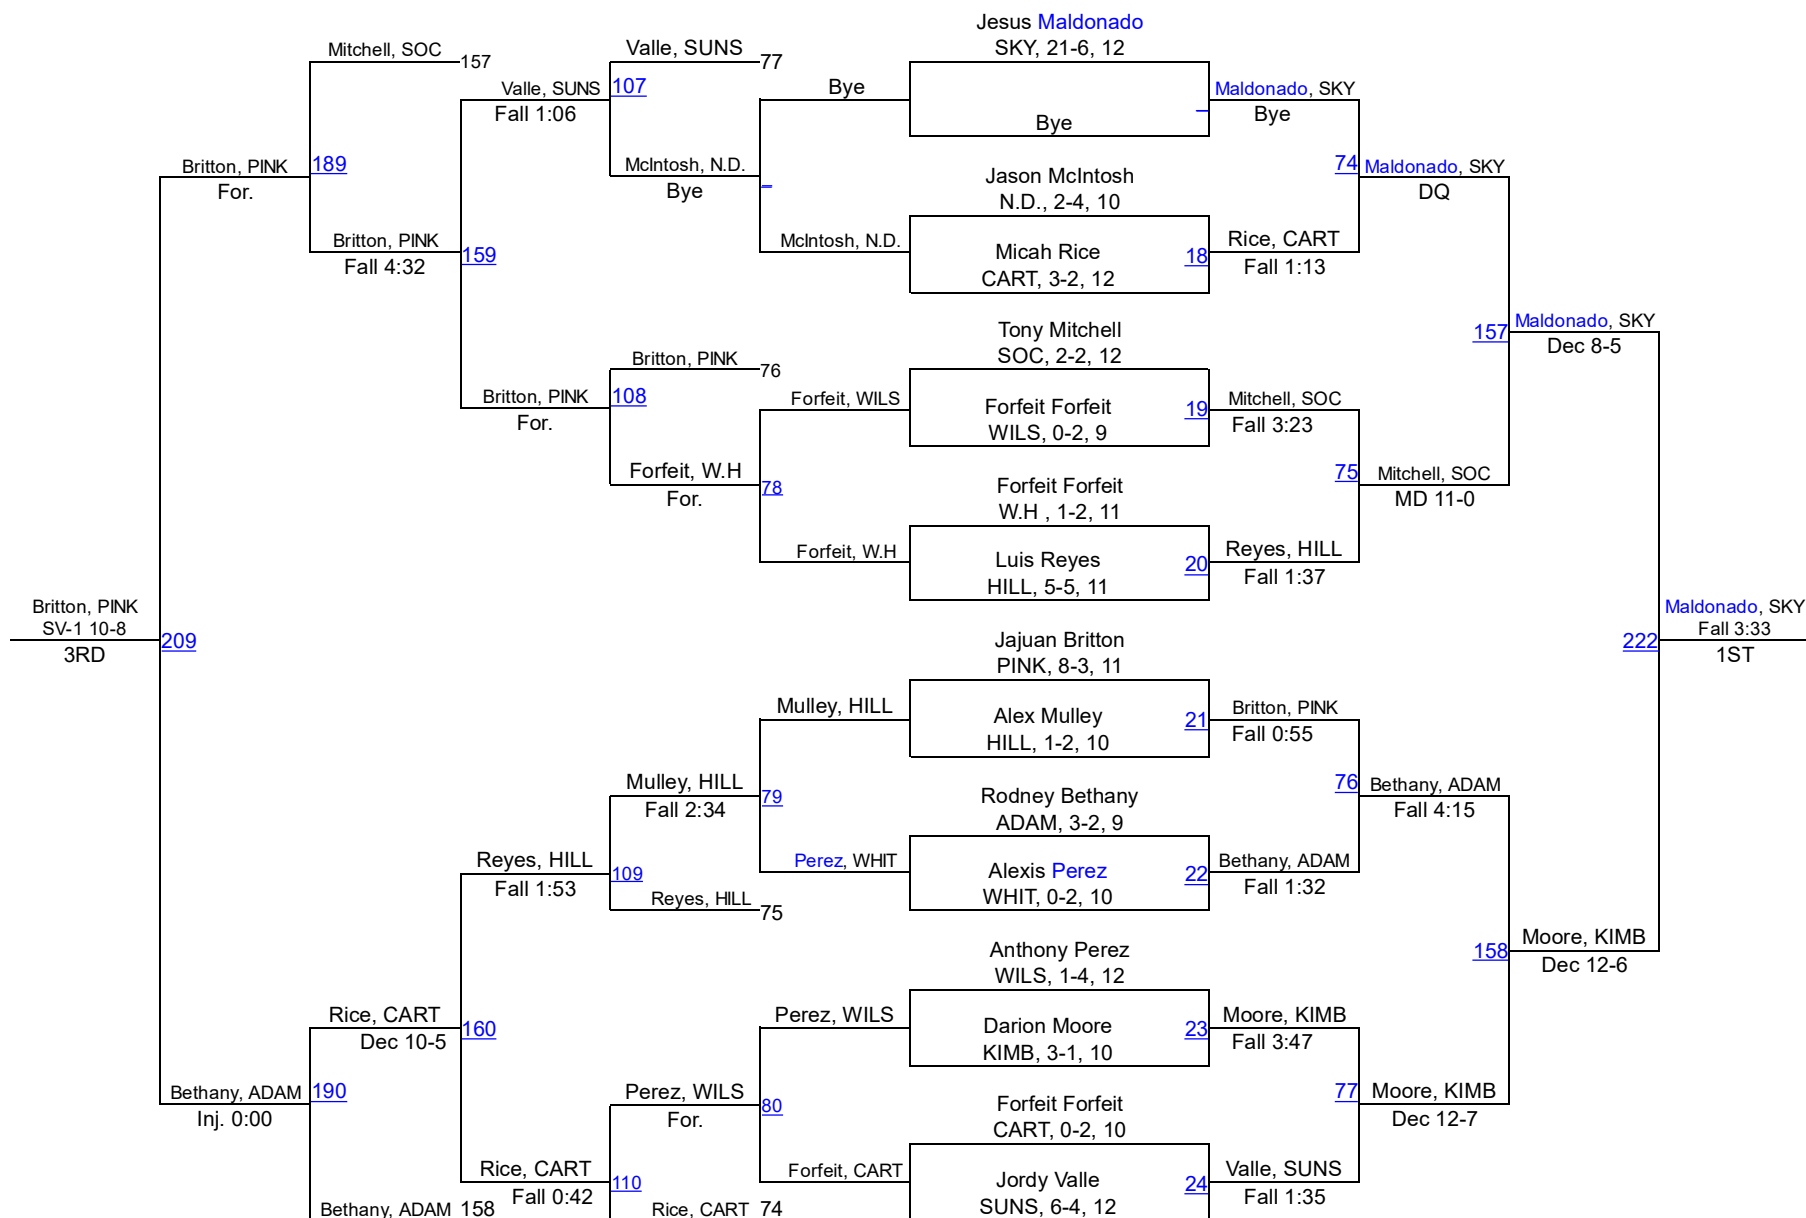 Jesus Maldonado
SKY, 21-6, 12
Mitchell, SOC
157
Valle, SUNS
77
Valle, SUNS
107
Fall 1:06
Bye
Maldonado, SKY
Bye
Bye
McIntosh, N.D.
Bye
Britton, PINK
189
For.
74
Maldonado, SKY
DQ
Jason McIntosh
N.D., 2-4, 10
McIntosh, N.D.
Micah Rice
CART, 3-2, 12
18
Rice, CART
Fall 1:13
Britton, PINK
Fall 4:32
159
Tony Mitchell
SOC, 2-2, 12
157
Maldonado, SKY
Dec 8-5
Britton, PINK
76
Britton, PINK
108
For.
Forfeit, WILS
Forfeit Forfeit
WILS, 0-2, 9
19
Mitchell, SOC
Fall 3:23
Forfeit, W.H
For.
78
75
Mitchell, SOC
MD 11-0
Forfeit Forfeit
W.H , 1-2, 11
Forfeit, W.H
Luis Reyes
HILL, 5-5, 11
20
Reyes, HILL
Fall 1:37
Britton, PINK
SV-1 10-8
3RD
209
222
Maldonado, SKY
Fall 3:33
1ST
Jajuan Britton
PINK, 8-3, 11
Mulley, HILL
Alex Mulley
HILL, 1-2, 10
21
Britton, PINK
Fall 0:55
Mulley, HILL
Fall 2:34
79
76
Bethany, ADAM
Fall 4:15
Rodney Bethany
ADAM, 3-2, 9
Reyes, HILL
Fall 1:53
109
Reyes, HILL
75
Perez, WHIT
Alexis Perez
WHIT, 0-2, 10
22
Bethany, ADAM
Fall 1:32
158
Moore, KIMB
Dec 12-6
Anthony Perez
WILS, 1-4, 12
Rice, CART
Dec 10-5
160
Perez, WILS
Darion Moore
KIMB, 3-1, 10
23
Moore, KIMB
Fall 3:47
Bethany, ADAM
190
Inj. 0:00
Perez, WILS
For.
80
77
Moore, KIMB
Dec 12-7
Forfeit Forfeit
CART, 0-2, 10
Rice, CART
Fall 0:42
110
Forfeit, CART
Jordy Valle
SUNS, 6-4, 12
24
Valle, SUNS
Fall 1:35
Bethany, ADAM
158
Rice, CART
74